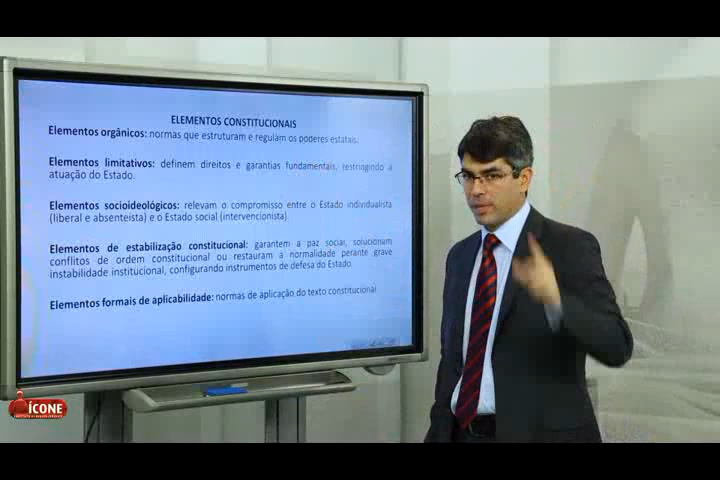 ELEMENTOS CONSTITUCIONAIS
Elementos orgânicos: normas que estruturam e regulam os poderes estatais.
Elementos limitativos: definem direitos e garantias fundamentais, restringindo a
atuação do Estado.
Elementos socioideológicos: relevam o compromisso entre o Estado individualista
(liberal e absenteísta) e o Estado social (intervencionista).
Elementos de estabilização constitucional: garantem a paz social, solucionam
conflitos de ordem constitucional ou restauram a normalidade perante grave
instabilidade institucional, configurando instrumentos de defesa do Estado.
Elementos formais de aplicabilidade: normas de aplicação do texto constitucional
ÍCONE